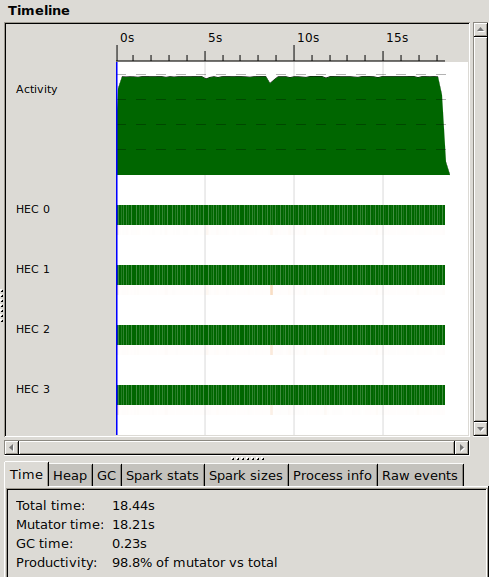 Timeline
0s 5s 10s 15s
Activity
HEC 0
HEC 1
HEC 2
HEC 3
Time Heap GC Spark stats Spark sizes Process info Raw events
Total time: 18.44s
Mutator time: 18.21s
GC time: 0.23s
Productivity: 98.8% of mutator vs total